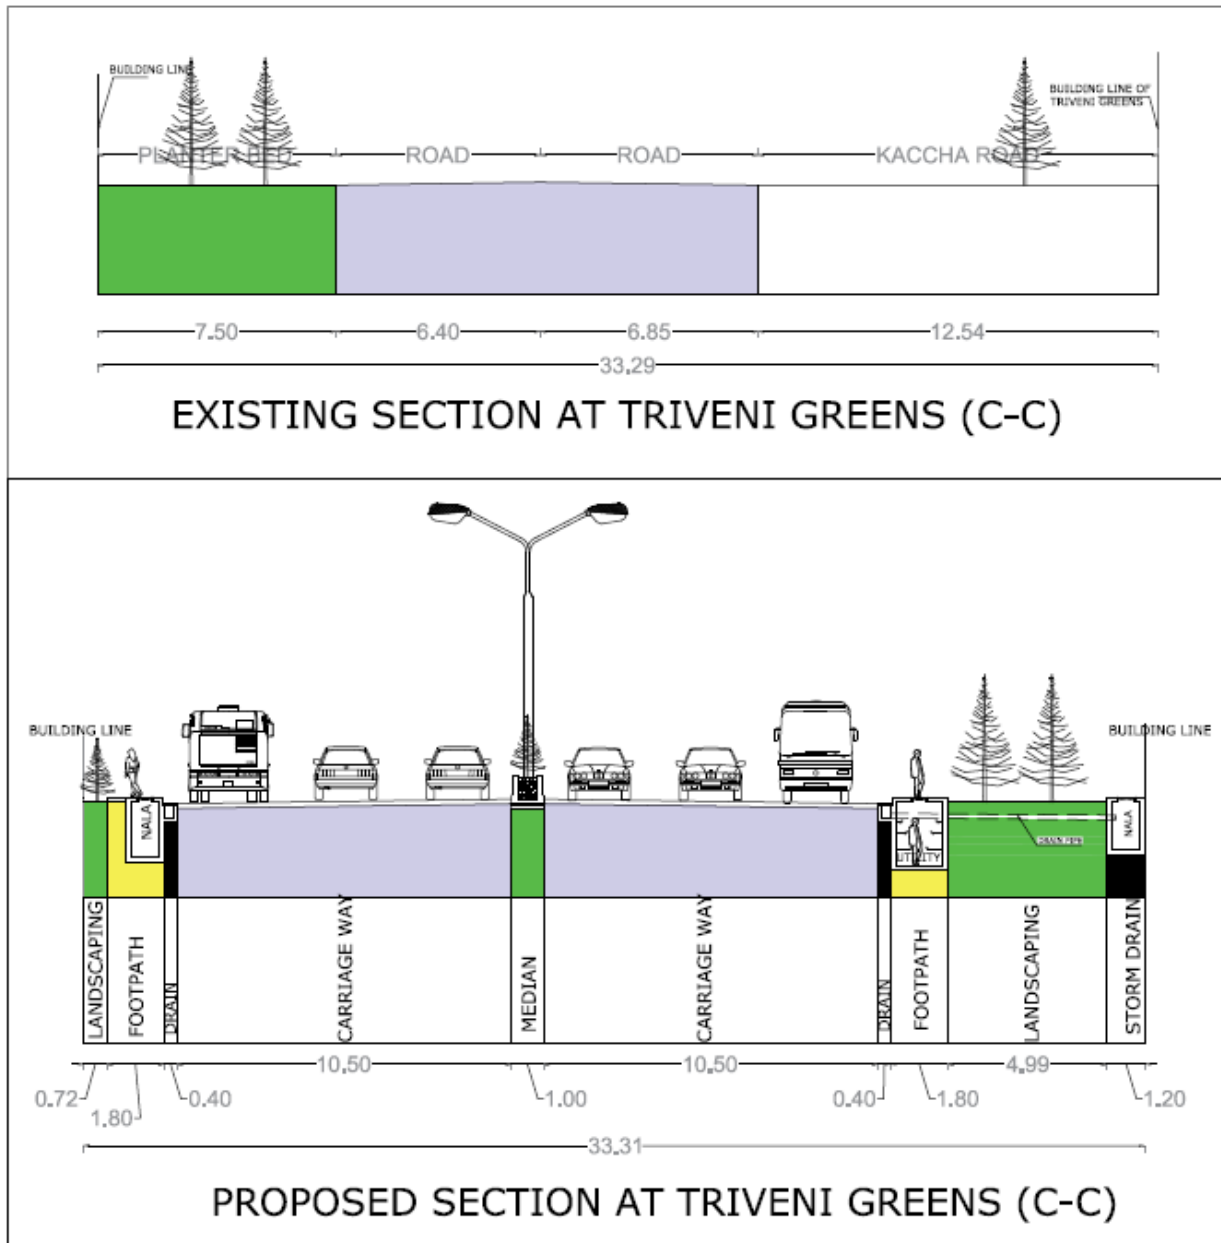 BUILDING LINE
BUILDING LINE OF
TRIVENI GREENS
PLANTER BED
ROAD
ROAD
KACCHA ROAD
7.50
6.40
6.85
12.54
33.29
EXISTING SECTION AT TRIVENI GREENS (C-C)
BUILDING LINE
BUILDING LINE
NALA
UTILITY
DRAIN PIPE
NALA
LANDSCAPING
FOOTPATH
DRAIN
CARRIAGE WAY
MEDIAN
CARRIAGE WAY
DRAIN
FOOTPATH
LANDSCAPING
STORM DRAIN
10.50
10.50
4.99
0.72
1.80
0.40
1.00
0.40
1.80
1.20
33.31
PROPOSED SECTION AT TRIVENI GREENS (C-C)